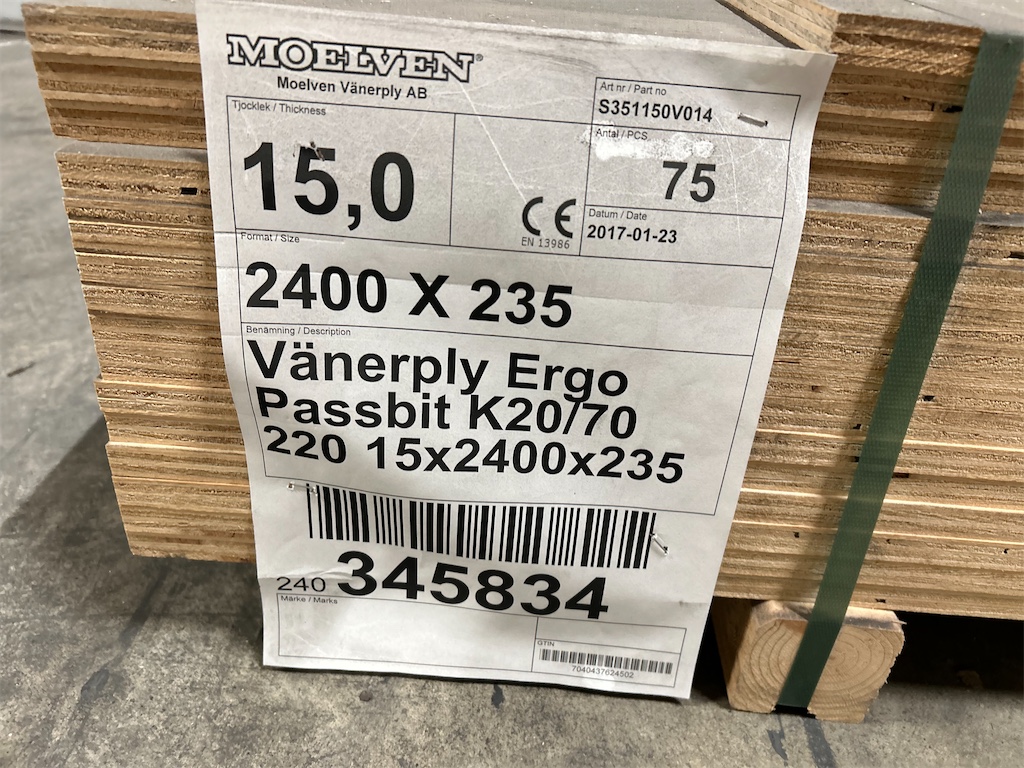 MOELVEN®
Moelven Vänerply AB
Tjocklek / Thickness
15,0
CE
EN 13986
Art nr / Part no
S351150V014
Antal / PCS
75
Datum / Date
2017-01-23
Format / Size
2400 X 235
Benämning / Description
Vänerply Ergo
Passbit K20/70
220 15x2400x235
240 345834
Märke / Marks
GTIN
7040437624502